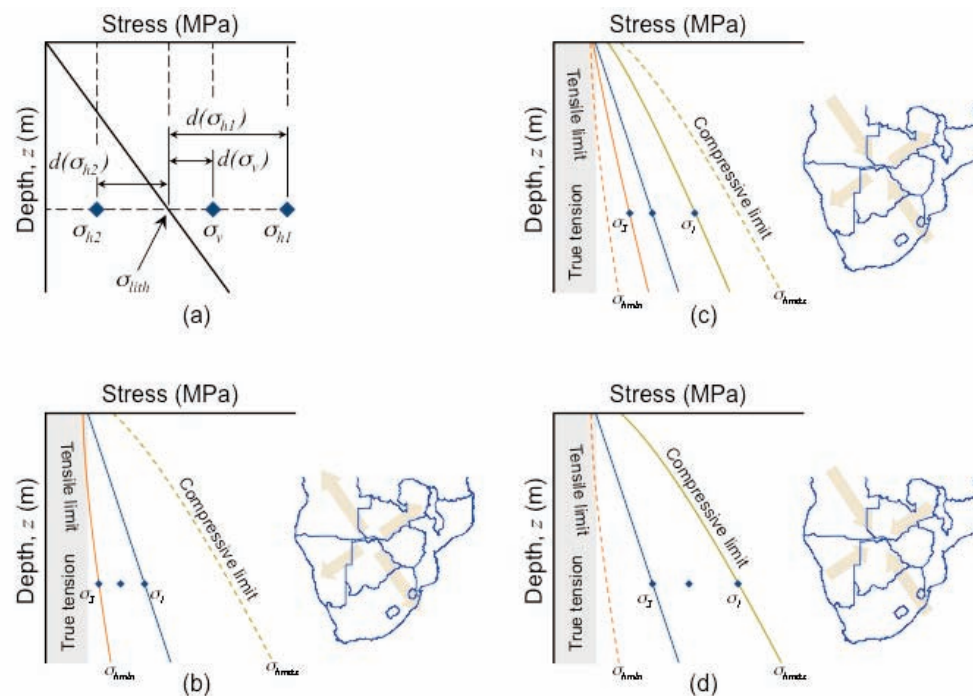 Stress (MPa)
Depth, z (m)
d(σh1)
d(σh2)
d(σv)
σh2
σv
σh1
σlith
(a)
Stress (MPa)
Depth, z (m)
Tensile limit
True tension
Compressive limit
σ3
σ1
σhmin
σhmax
(c)
Stress (MPa)
Depth, z (m)
Tensile limit
True tension
Compressive limit
σ3
σ1
σhmin
σhmax
(b)
Stress (MPa)
Depth, z (m)
Tensile limit
True tension
Compressive limit
σ3
σ1
σhmin
σhmax
(d)